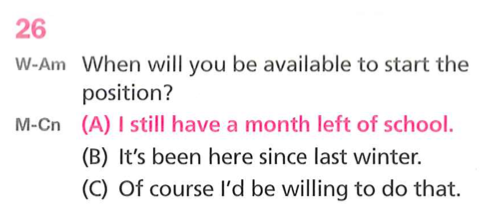 26
W-Am When will you be available to start the
position?
M-Cn (A) I still have a month left of school.
(B) It's been here since last winter.
(C) Of course I'd be willing to do that.